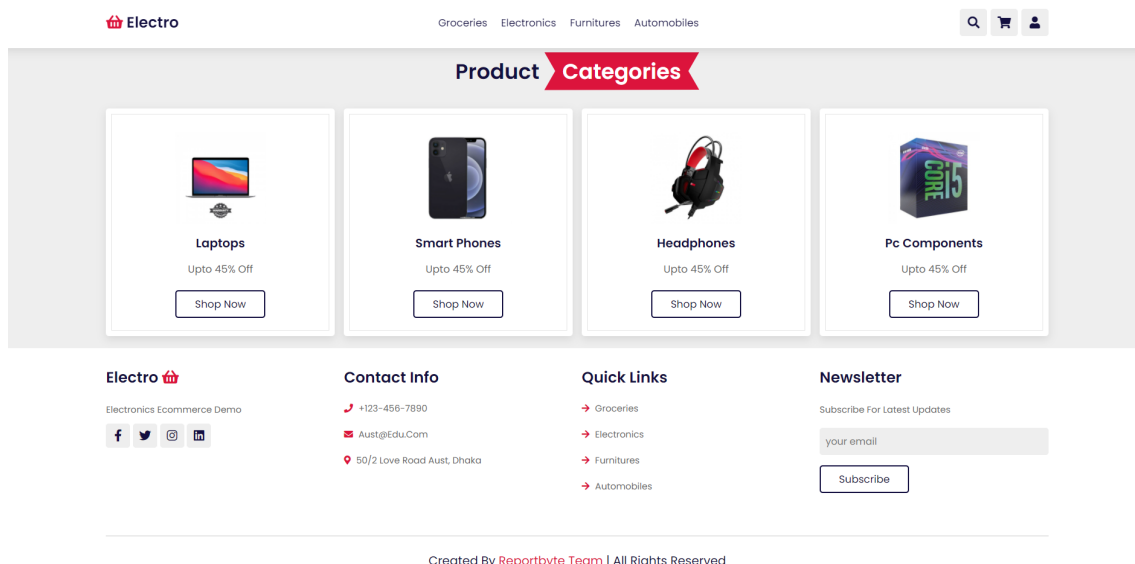 Electro
Groceries Electronics Furnitures Automobiles
Product Categories
CORE i5
Laptops
Smart Phones
Headphones
Pc Components
Upto 45% Off
Upto 45% Off
Upto 45% Off
Upto 45% Off
Shop Now
Shop Now
Shop Now
Shop Now
Electro
Electronics Ecommerce Demo
Contact Info
+123-456-7890
Aust@Edu.Com
50/2 Love Road Aust, Dhaka
Quick Links
Groceries
Electronics
Furnitures
Automobiles
Newsletter
Subscribe For Latest Updates
your email
Subscribe
Created By Reportbyte Team | All Rights Reserved